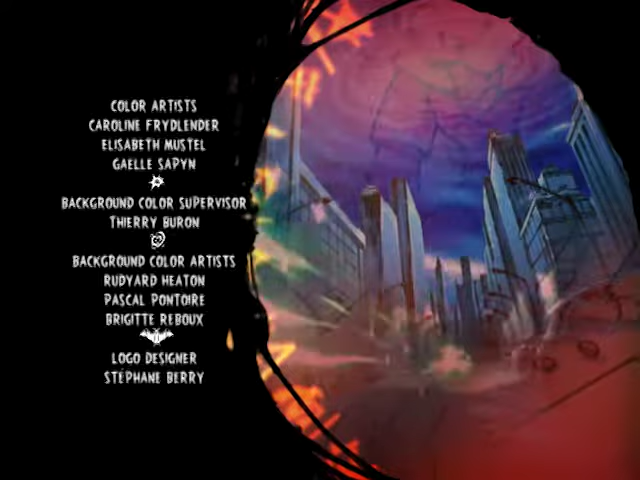 COLOR ARTISTS
CAROLINE FRYDLENDER
ELISABETH MUSTEL
GAELLE SAPYN
BACKGROUND COLOR SUPERVISOR
THIERRY BURON
BACKGROUND COLOR ARTISTS
RUDYARD HEATON
PASCAL PONTOIRE
BRIGITTE REBOUX
LOGO DESIGNER
STEPHANE BERRY